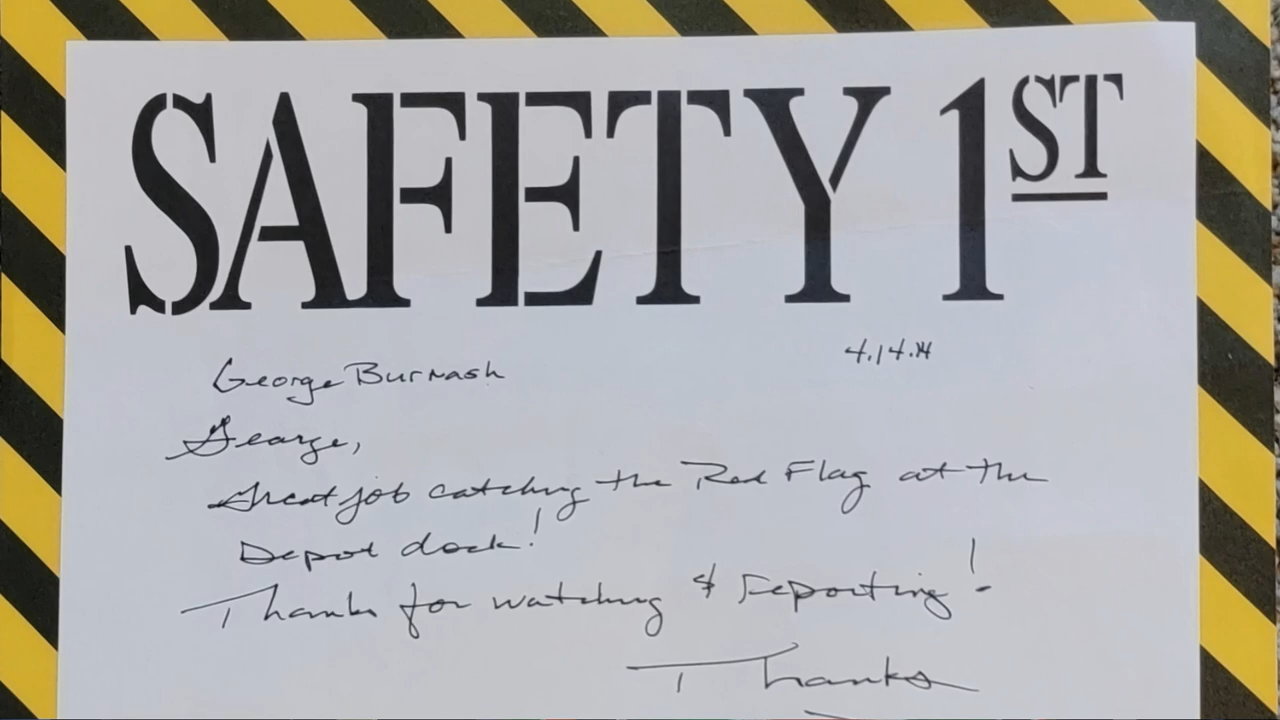 SAFETY 1ST
4.14.14
George Burnash
George,
Great job catching the Red Flag at the
Depot dock!
Thanks for watching & reporting!
Thanks